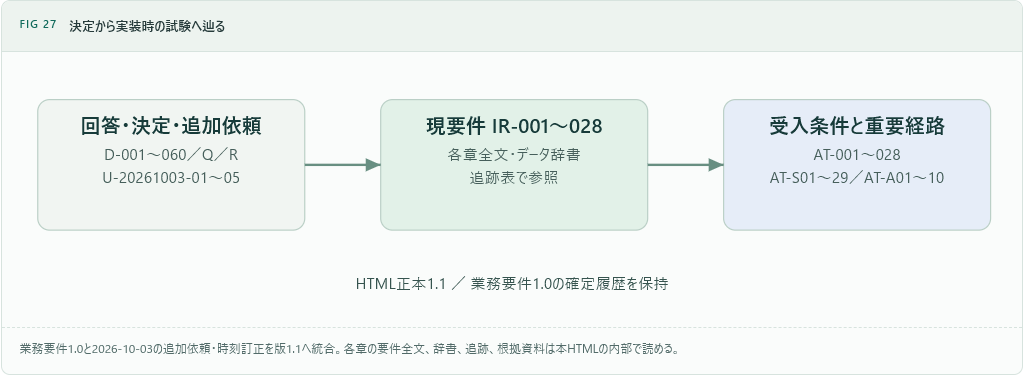 FIG 27 決定から実装時の試験へ辿る
回答・決定・追加依頼
D-001～060／Q／R
U-20261003-01～05
現要件 IR-001～028
各章全文・データ辞書
追跡表で参照
受入条件と重要経路
AT-001～028
AT-S01～29／AT-A01～10
HTML正本1.1 ／ 業務要件1.0の確定履歴を保持
業務要件1.0と2026-10-03の追加依頼・時刻訂正を版1.1へ統合。各章の要件全文、辞書、追跡、根拠資料は本HTMLの内部で読める。